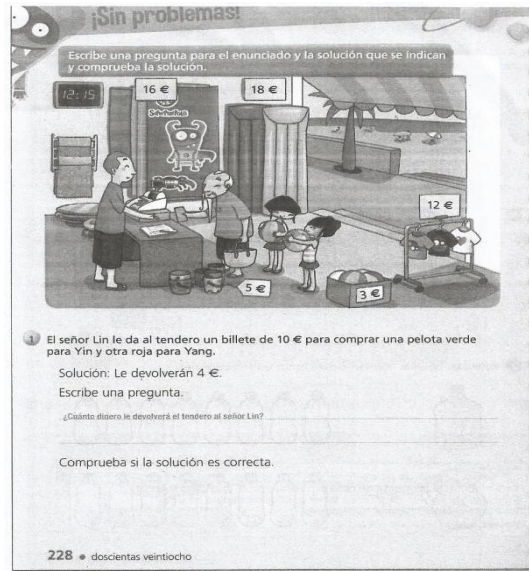 ¡Sin problemas!
Escribe una pregunta para el enunciado y la solución que se indican
y comprueba la solución.
12:15
16 €
18 €
12 €
5 €
3 €
1 El señor Lin le da al tendero un billete de 10 € para comprar una pelota verde
para Yin y otra roja para Yang.
Solución: Le devolverán 4 €.
Escribe una pregunta.
¿Cuánto dinero le devolverá el tendero al señor Lin?
Comprueba si la solución es correcta.
228 • doscientas veintiocho